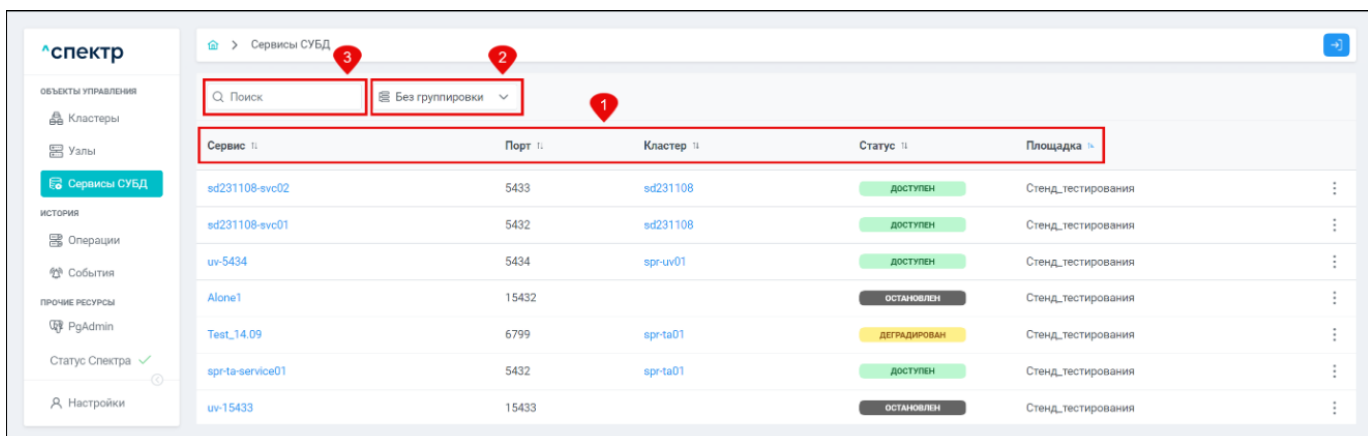 ^спектр
ОБЪЕКТЫ УПРАВЛЕНИЯ
Кластеры
Узлы
Сервисы СУБД
ИСТОРИЯ
Операции
События
ПРОЧИЕ РЕСУРСЫ
PgAdmin
Статус Спектра
Настройки
> Сервисы СУБД
3
2
1
Поиск
Без группировки
Сервис Порт Кластер Статус Площадка
sd231108-svc02 5433 sd231108 ДОСТУПЕН Стенд_тестирования
sd231108-svc01 5432 sd231108 ДОСТУПЕН Стенд_тестирования
uv-5434 5434 spr-uv01 ДОСТУПЕН Стенд_тестирования
Alone1 15432 ОСТАНОВЛЕН Стенд_тестирования
Test_14.09 6799 spr-ta01 ДЕГРАДИРОВАН Стенд_тестирования
spr-ta-service01 5432 spr-ta01 ДОСТУПЕН Стенд_тестирования
uv-15433 15433 ОСТАНОВЛЕН Стенд_тестирования